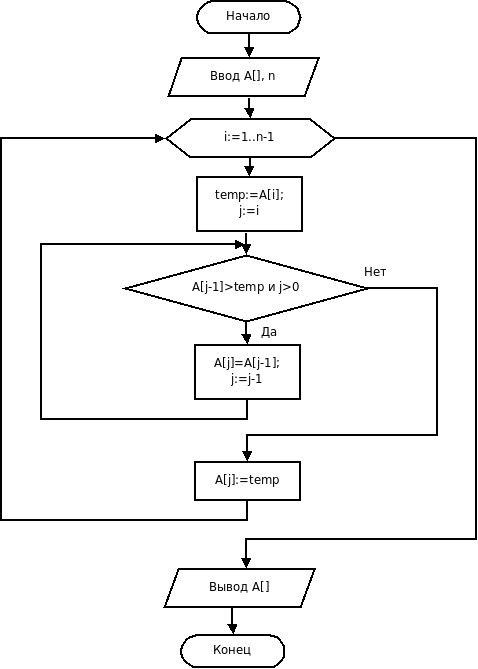 Начало
Ввод A[], n
i:=1..n-1
temp:=A[i];
j:=i
Нет
A[j-1]>temp и j>0
Да
A[j]=A[j-1];
j:=j-1
A[j]:=temp
Вывод A[]
Конец